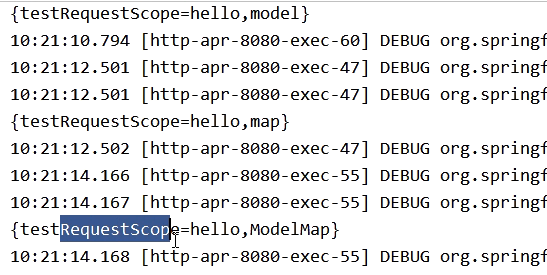 {testRequestScope=hello,model}
10:21:10.794 [http-apr-8080-exec-60] DEBUG org.springf
10:21:12.501 [http-apr-8080-exec-47] DEBUG org.springf
10:21:12.501 [http-apr-8080-exec-47] DEBUG org.springf
{testRequestScope=hello,map}
10:21:12.502 [http-apr-8080-exec-47] DEBUG org.springf
10:21:14.166 [http-apr-8080-exec-55] DEBUG org.springf
10:21:14.167 [http-apr-8080-exec-55] DEBUG org.springf
{testRequestScope=hello,ModelMap}
10:21:14.168 [http-apr-8080-exec-55] DEBUG org.springf